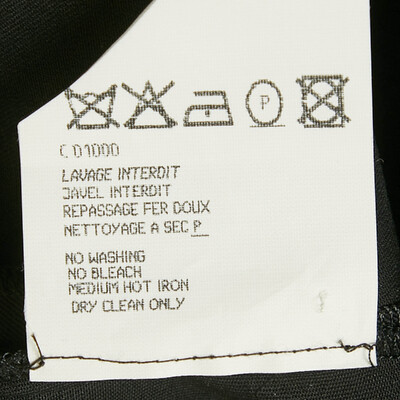 P
C 01000
LAVAGE INTERDIT
JAVEL INTERDIT
REPASSAGE FER DOUX
NETTOYAGE A SEC P
NO WASHING
NO BLEACH
MEDIUM HOT IRON
DRY CLEAN ONLY